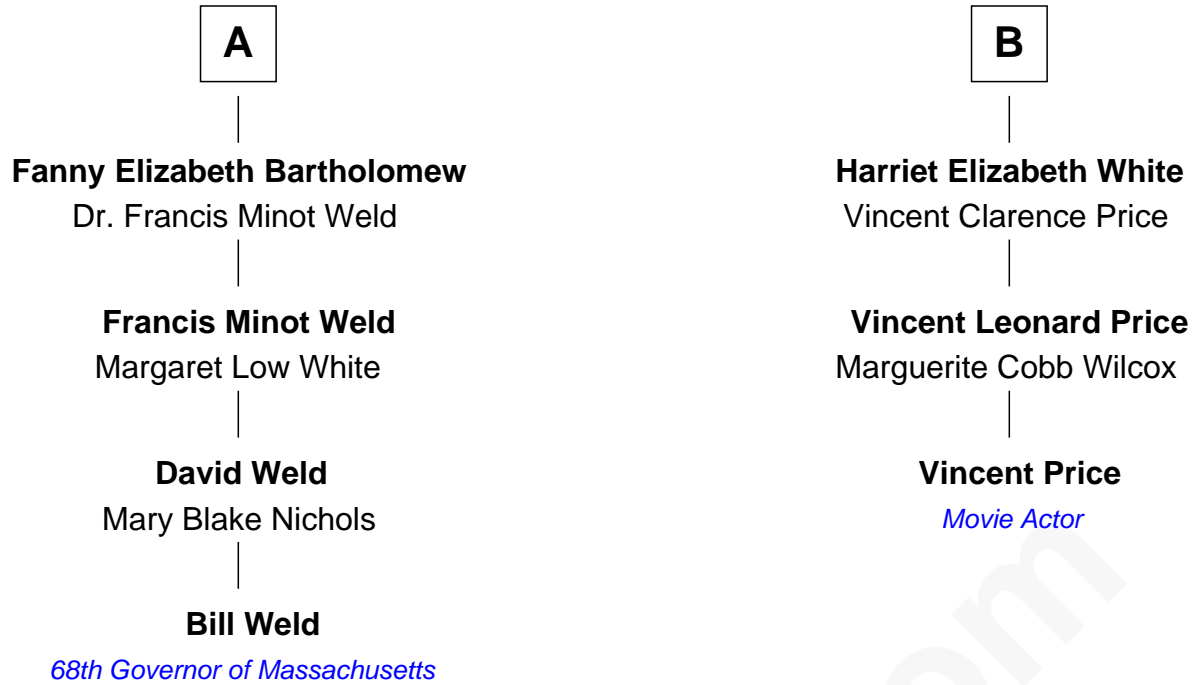 A
Fanny Elizabeth Bartholomew
Dr. Francis Minot Weld
Francis Minot Weld
Margaret Low White
David Weld
Mary Blake Nichols
Bill Weld
68th Governor of Massachusetts
B
Harriet Elizabeth White
Vincent Clarence Price
Vincent Leonard Price
Marguerite Cobb Wilcox
Vincent Price
Movie Actor
om